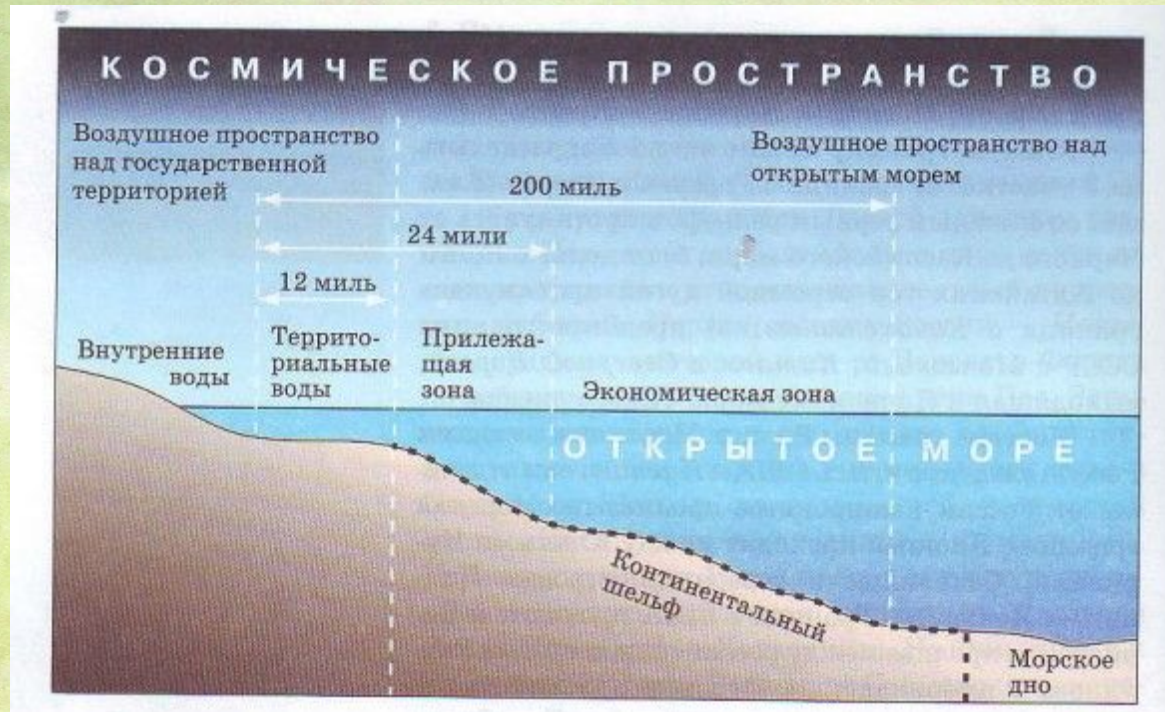 КОСМИЧЕСКОЕ ПРОСТРАНСТВО
Воздушное пространство
над государственной
территорией
Воздушное пространство над
открытым морем
200 миль
24 мили
12 миль
Внутренние
воды
Террито-
риальные
воды
Прилежа-
щая
зона
Экономическая зона
ОТКРЫТОЕ МОРЕ
Континентальный
шельф
Морское
дно